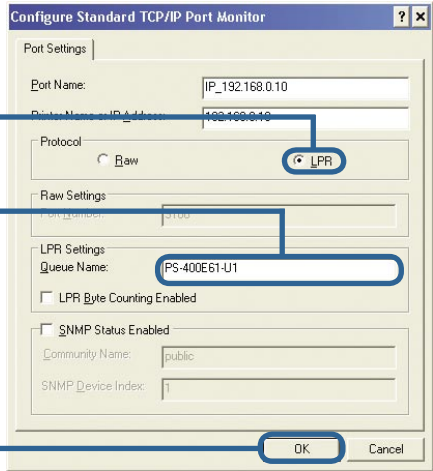 Configure Standard TCP/IP Port Monitor
Port Settings
Port Name: IP_192.168.0.10
Printer Name or IP Address: 192.168.0.10
Protocol
Raw LPR
Raw Settings
Port Number:
LPR Settings
Queue Name: PS-400E61-U1
LPR Byte Counting Enabled
SNMP Status Enabled
Community Name: public
SNMP Device Index: 1
OK Cancel